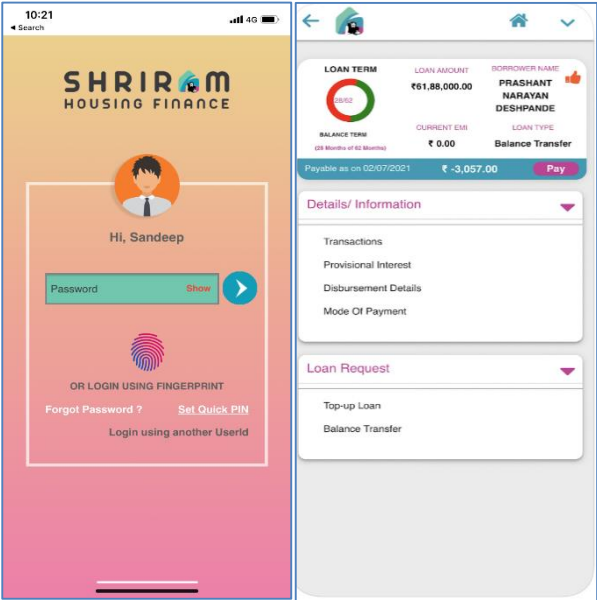 10:21
4G
Search
SHRIRAM
HOUSING FINANCE
Hi, Sandeep
Password
Show
OR LOGIN USING FINGERPRINT
Forgot Password ?
Set Quick PIN
Login using another UserId
LOAN TERM
LOAN AMOUNT
BORROWER NAME
₹61,88,000.00
PRASHANT
NARAYAN
DESHPANDE
CURRENT EMI
LOAN TYPE
BALANCE TERM
₹ 0.00
Balance Transfer
Payable as on 02/07/2021
₹ -3,057.00
Pay
Details/ Information
Transactions
Provisional Interest
Disbursement Details
Mode Of Payment
Loan Request
Top-up Loan
Balance Transfer